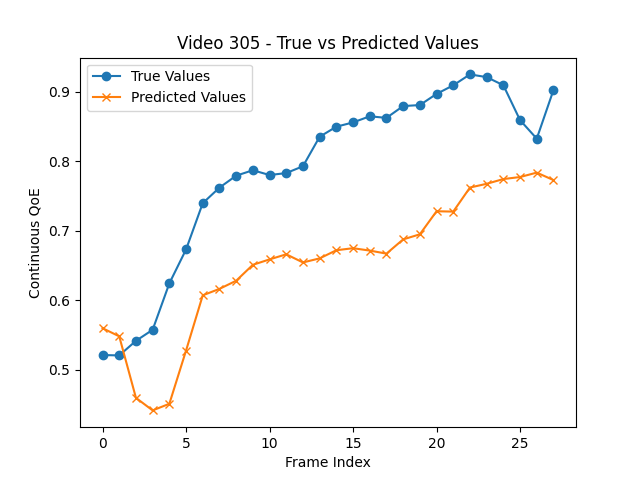 Video 305 - True vs Predicted Values
True Values
Predicted Values
Continuous QoE
0.9
0.8
0.7
0.6
0.5
0 5 10 15 20 25
Frame Index